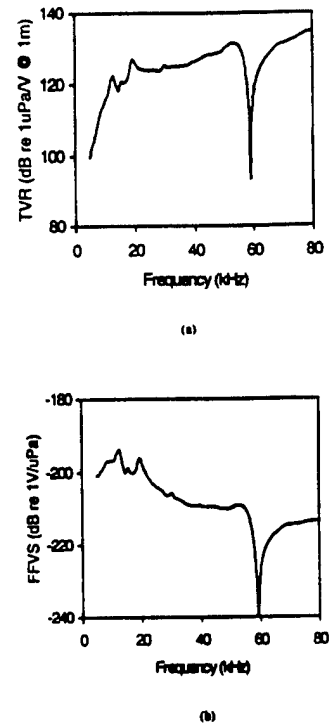 TVR (dB re 1uPa/V @ 1m)
140
120
100
80
0 20 40 60 80
Frequency (kHz)
(a)
FFVS (dB re 1V/uPa)
-180
-200
-220
-240
0 20 40 60 80
Frequency (kHz)
(b)